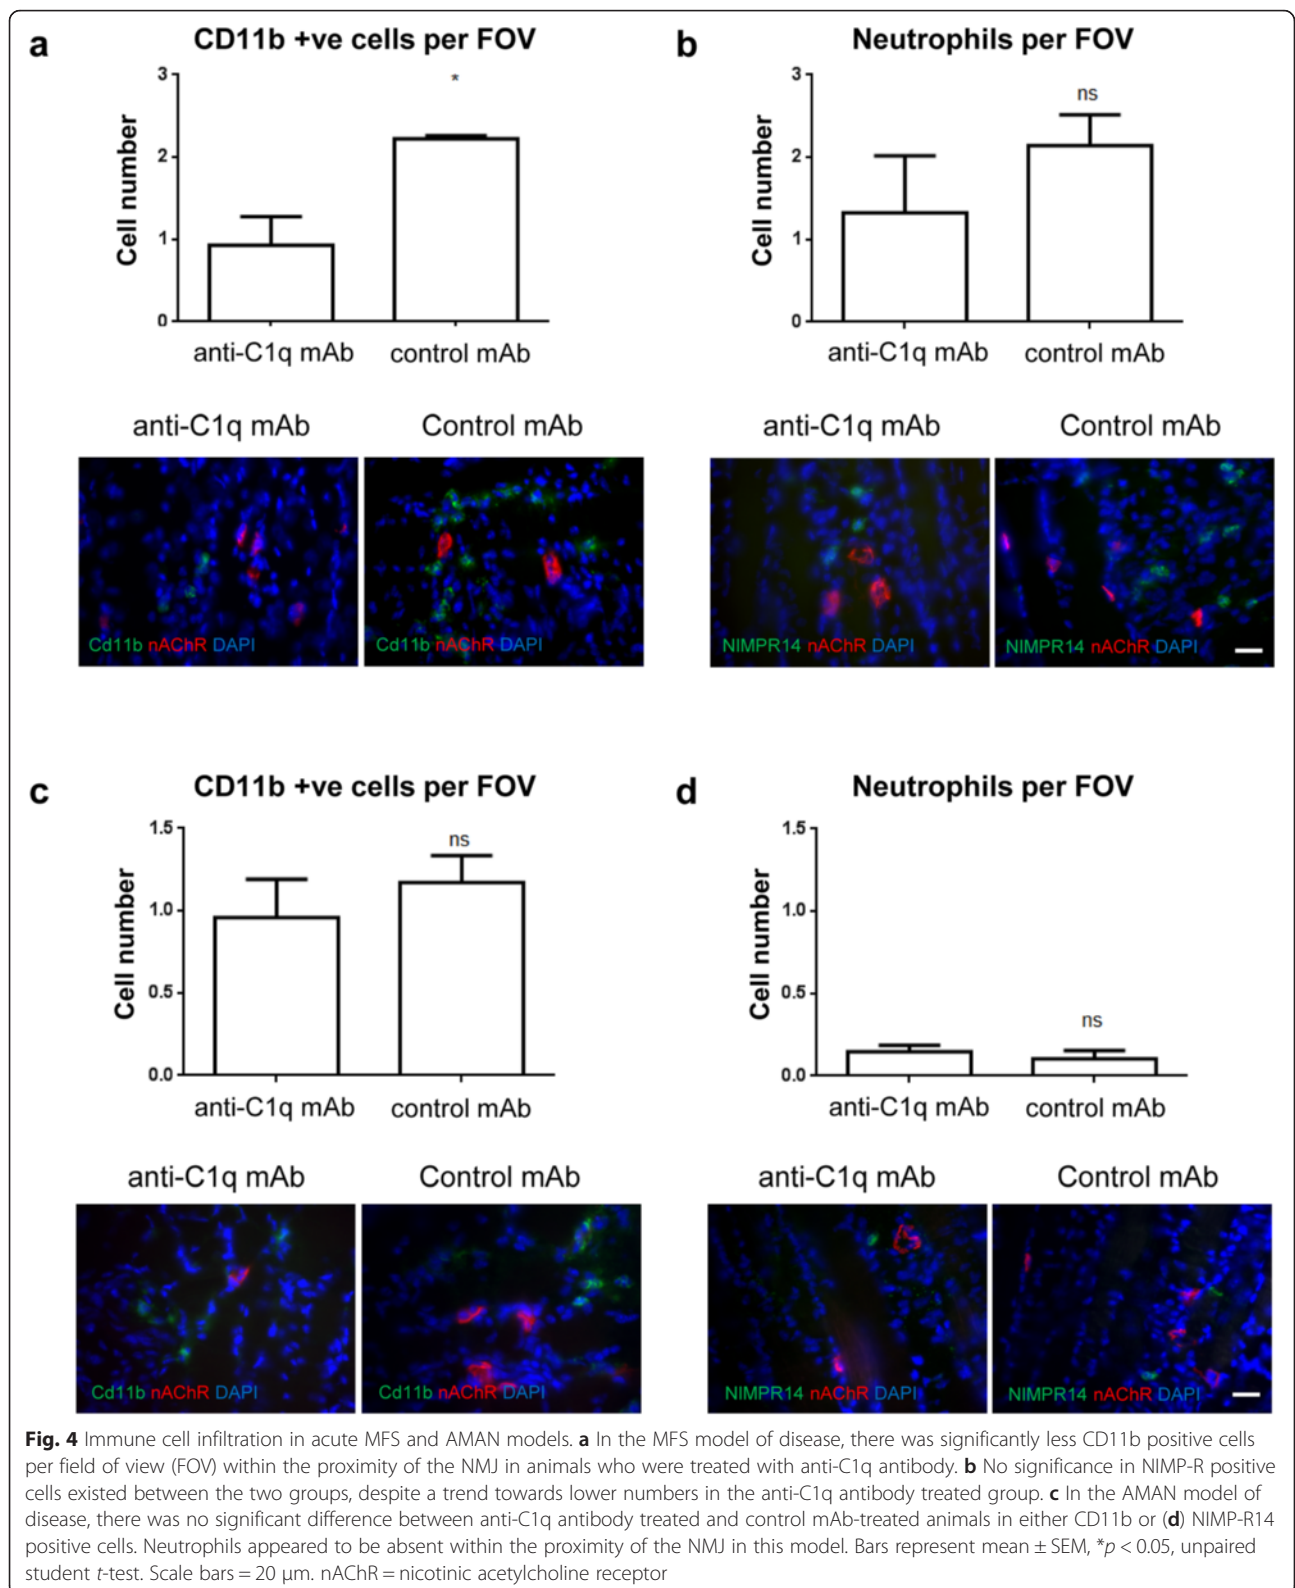 a
CD11b +ve cells per FOV
3
2
1
0
Cell number
*
anti-C1q mAb
control mAb
anti-C1q mAb
Control mAb
Cd11b nAChR DAPI
Cd11b nAChR DAPI
b
Neutrophils per FOV
3
2
1
0
Cell number
ns
anti-C1q mAb
control mAb
anti-C1q mAb
Control mAb
NIMPR14 nAChR DAPI
NIMPR14 nAChR DAPI
c
CD11b +ve cells per FOV
1.5
1.0
0.5
0.0
Cell number
ns
anti-C1q mAb
control mAb
anti-C1q mAb
Control mAb
Cd11b nAChR DAPI
Cd11b nAChR DAPI
d
Neutrophils per FOV
1.5
1.0
0.5
0.0
Cell number
ns
anti-C1q mAb
control mAb
anti-C1q mAb
Control mAb
NIMPR14 nAChR DAPI
NIMPR14 nAChR DAPI
Fig. 4 Immune cell infiltration in acute MFS and AMAN models. a In the MFS model of disease, there was significantly less CD11b positive cells
per field of view (FOV) within the proximity of the NMJ in animals who were treated with anti-C1q antibody. b No significance in NIMP-R positive
cells existed between the two groups, despite a trend towards lower numbers in the anti-C1q antibody treated group. c In the AMAN model of
disease, there was no significant difference between anti-C1q antibody treated and control mAb-treated animals in either CD11b or (d) NIMP-R14
positive cells. Neutrophils appeared to be absent within the proximity of the NMJ in this model. Bars represent mean ± SEM, *p < 0.05, unpaired
student t-test. Scale bars = 20 μm. nAChR = nicotinic acetylcholine receptor